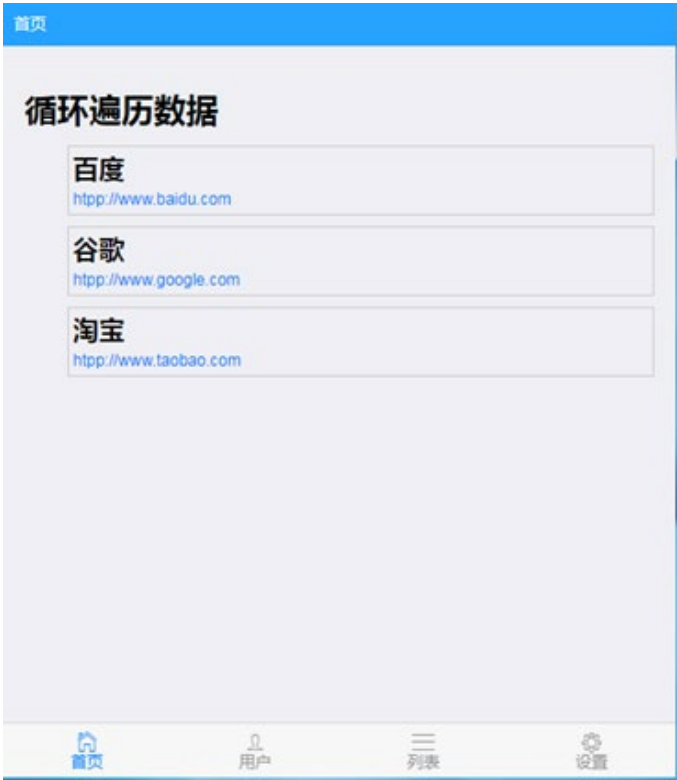 首页
循环遍历数据
百度
htpp://www.baidu.com
谷歌
htpp://www.google.com
淘宝
htpp://www.taobao.com
首页
用户
列表
设置